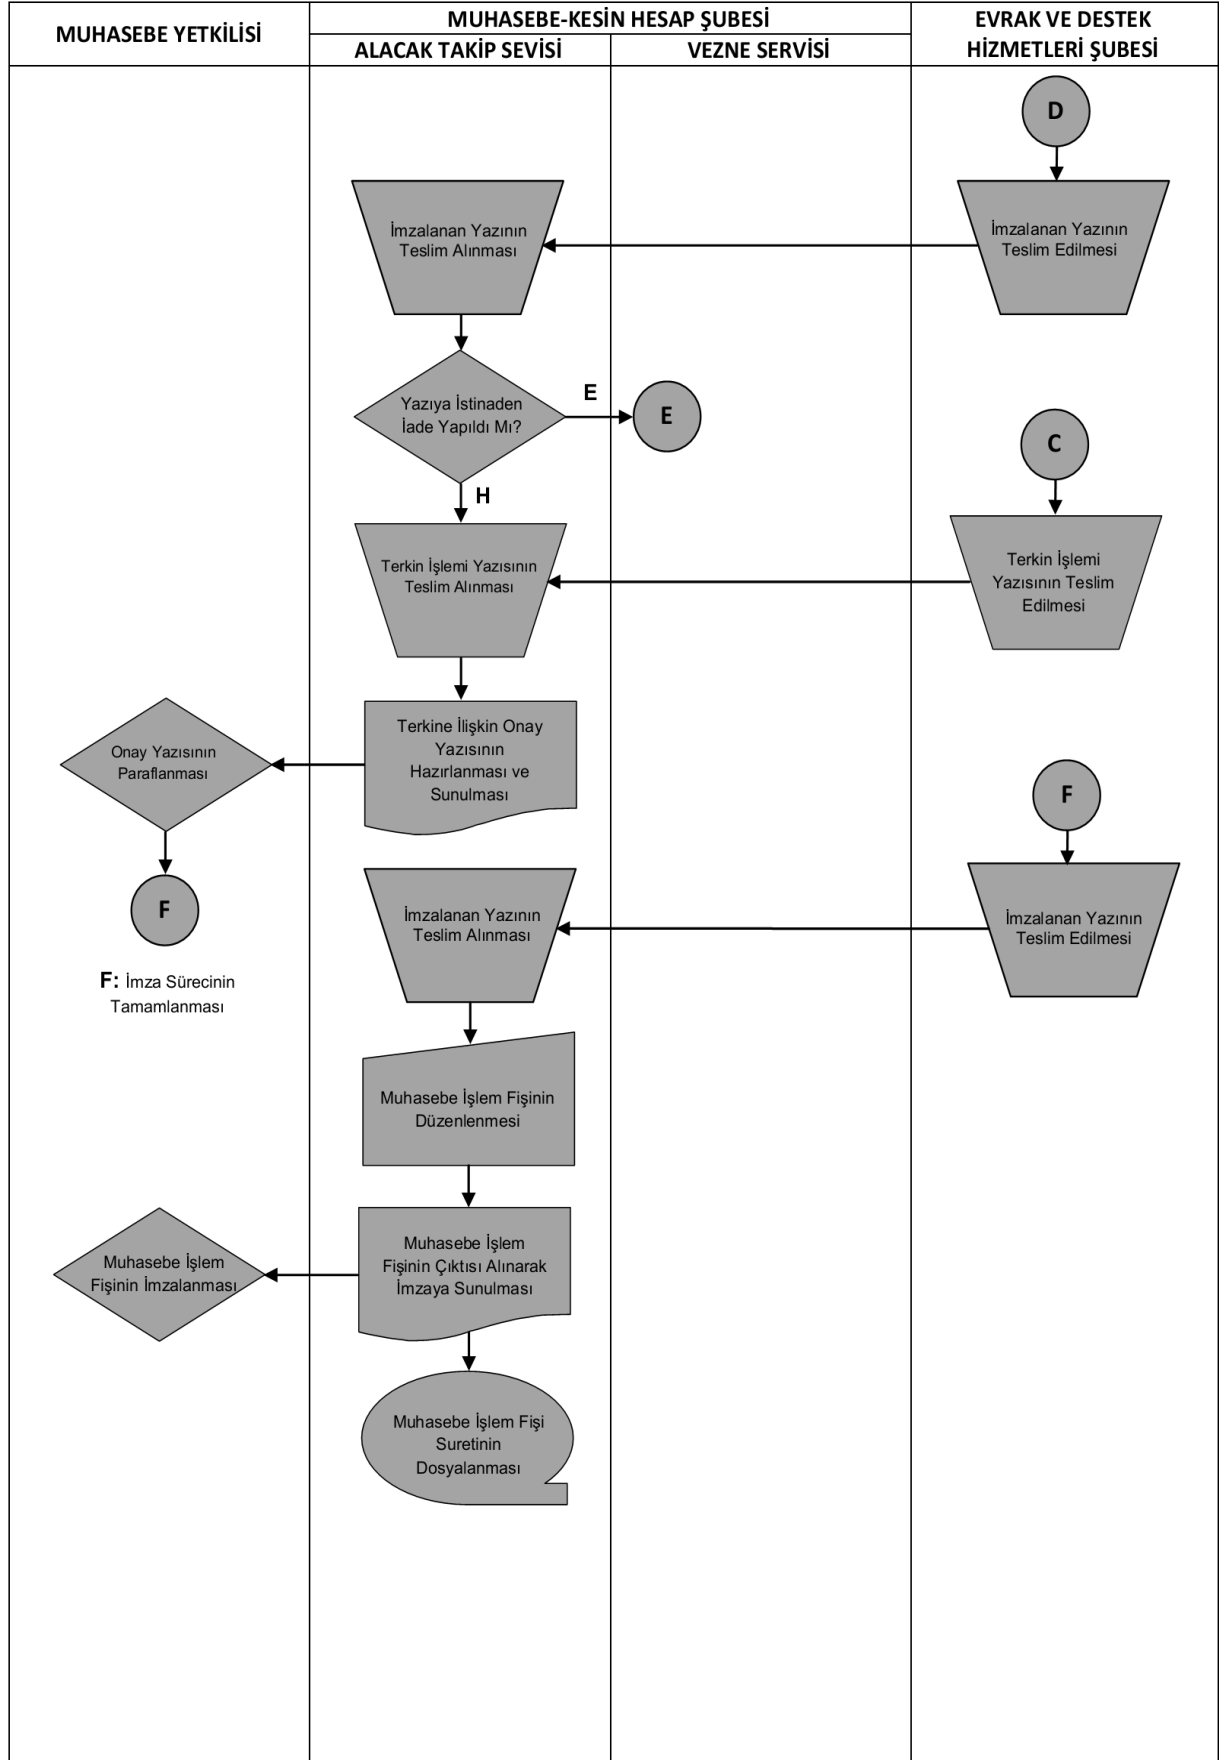 MUHASEBE YETKİLİSİ
MUHASEBE-KESİN HESAP ŞUBESİ
ALACAK TAKİP SEVİSİ
VEZNE SERVİSİ
EVRAK VE DESTEK
HİZMETLERİ ŞUBESİ
D
İmzalanan Yazının
Teslim Alınması
İmzalanan Yazının
Teslim Edilmesi
Yazıya İstinaden
İade Yapıldı Mı?
E
E
H
C
Terkin İşlemi Yazısının
Teslim Alınması
Terkin İşlemi
Yazısının Teslim
Edilmesi
Terkine İlişkin Onay
Yazısının
Hazırlanması ve
Sunulması
Onay Yazısının
Paraflanması
F
F
F: İmza Sürecinin
Tamamlanması
İmzalanan Yazının
Teslim Alınması
İmzalanan Yazının
Teslim Edilmesi
Muhasebe İşlem Fişinin
Düzenlenmesi
Muhasebe İşlem
Fişinin Çıktısı Alınarak
İmzaya Sunulması
Muhasebe İşlem
Fişinin İmzalanması
Muhasebe İşlem Fişi
Suretinin
Dosyalanması